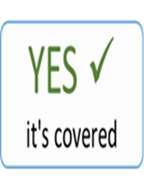 YES ✓
it's covered